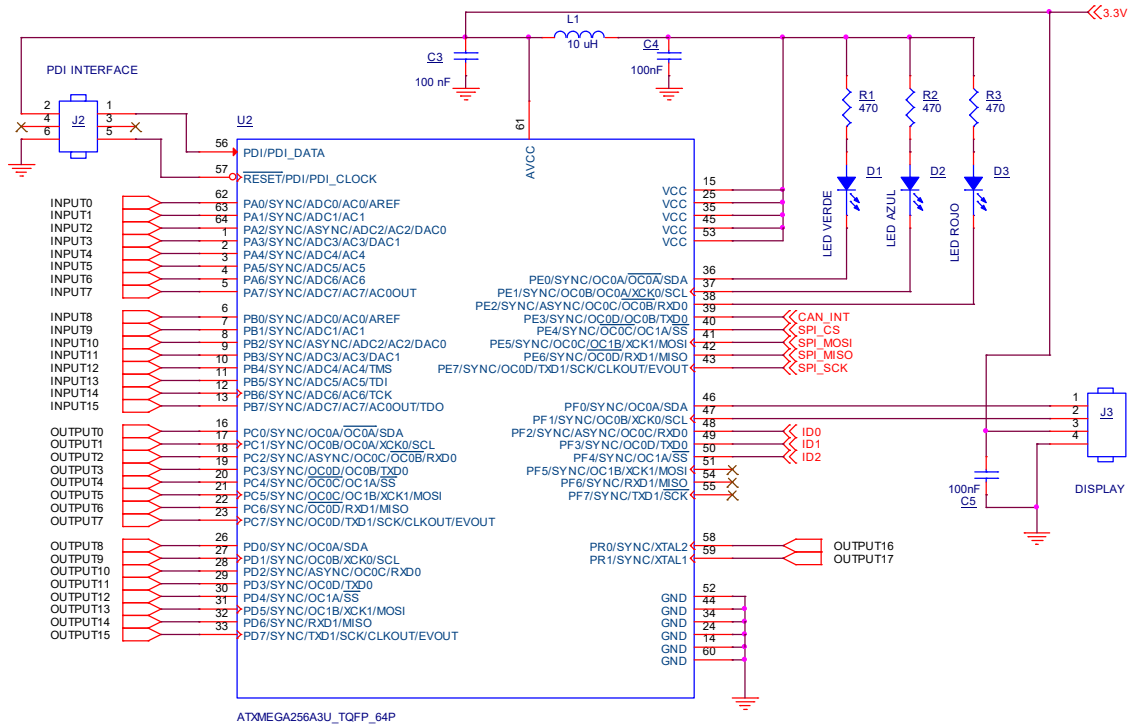 3.3V
L1
10 uH
C3
100 nF
C4
100nF
PDI INTERFACE
R1
470
R2
470
R3
470
2
4
6
J2
1
3
5
U2
61
AVCC
D1
D2
D3
LED VERDE
LED AZUL
LED ROJO
56 PDI/PDI_DATA
57 RESET/PDI/PDI_CLOCK
INPUT0 62 PA0/SYNC/ADC0/AC0/AREF
INPUT1 63 PA1/SYNC/ADC1/AC1
INPUT2 64 PA2/SYNC/ASYNC/ADC2/AC2/DAC0
INPUT3 1 PA3/SYNC/ADC3/AC3/DAC1
INPUT4 2 PA4/SYNC/ADC4/AC4
INPUT5 3 PA5/SYNC/ADC5/AC5
INPUT6 4 PA6/SYNC/ADC6/AC6
INPUT7 5 PA7/SYNC/ADC7/AC7/AC0OUT
INPUT8 6 PB0/SYNC/ADC0/AC0/AREF
INPUT9 7 PB1/SYNC/ADC1/AC1
INPUT10 8 PB2/SYNC/ASYNC/ADC2/AC2/DAC0
INPUT11 9 PB3/SYNC/ADC3/AC3/DAC1
INPUT12 10 PB4/SYNC/ADC4/AC4/TMS
INPUT13 11 PB5/SYNC/ADC5/AC5/TDI
INPUT14 12 PB6/SYNC/ADC6/AC6/TCK
INPUT15 13 PB7/SYNC/ADC7/AC7/AC0OUT/TDO
OUTPUT0 16 PC0/SYNC/OC0A/OC0A/SDA
OUTPUT1 17 PC1/SYNC/OC0B/OC0A/XCK0/SCL
OUTPUT2 18 PC2/SYNC/ASYNC/OC0C/OC0B/RXD0
OUTPUT3 19 PC3/SYNC/OC0D/OC0B/TXD0
OUTPUT4 20 PC4/SYNC/OC0C/OC1A/SS
OUTPUT5 21 PC5/SYNC/OC0C/OC1B/XCK1/MOSI
OUTPUT6 22 PC6/SYNC/OC0D/RXD1/MISO
OUTPUT7 23 PC7/SYNC/OC0D/TXD1/SCK/CLKOUT/EVOUT
OUTPUT8 26 PD0/SYNC/OC0A/SDA
OUTPUT9 27 PD1/SYNC/OC0B/XCK0/SCL
OUTPUT10 28 PD2/SYNC/ASYNC/OC0C/RXD0
OUTPUT11 29 PD3/SYNC/OC0D/TXD0
OUTPUT12 30 PD4/SYNC/OC1A/SS
OUTPUT13 31 PD5/SYNC/OC1B/XCK1/MOSI
OUTPUT14 32 PD6/SYNC/RXD1/MISO
OUTPUT15 33 PD7/SYNC/TXD1/SCK/CLKOUT/EVOUT
VCC 15
VCC 25
VCC 35
VCC 45
VCC 53
PE0/SYNC/OC0A/OC0A/SDA 36
PE1/SYNC/OC0B/OC0A/XCK0/SCL 37
PE2/SYNC/ASYNC/OC0C/OC0B/RXD0 38
PE3/SYNC/OC0D/OC0B/TXD0 39 CAN_INT
PE4/SYNC/OC0C/OC1A/SS 40 SPI_CS
PE5/SYNC/OC0C/OC1B/XCK1/MOSI 41 SPI_MOSI
PE6/SYNC/OC0D/RXD1/MISO 42 SPI_MISO
PE7/SYNC/OC0D/TXD1/SCK/CLKOUT/EVOUT 43 SPI_SCK
PF0/SYNC/OC0A/SDA 46
PF1/SYNC/OC0B/XCK0/SCL 47
PF2/SYNC/ASYNC/OC0C/RXD0 48 ID0
PF3/SYNC/OC0D/TXD0 49 ID1
PF4/SYNC/OC1A/SS 50 ID2
PF5/SYNC/OC1B/XCK1/MOSI 51
PF6/SYNC/RXD1/MISO 54
PF7/SYNC/TXD1/SCK 55
PR0/SYNC/XTAL2 58 OUTPUT16
PR1/SYNC/XTAL1 59 OUTPUT17
GND 52
GND 44
GND 34
GND 24
GND 14
GND 60
1
2
3
4
J3
DISPLAY
100nF
C5
ATXMEGA256A3U_TQFP_64P